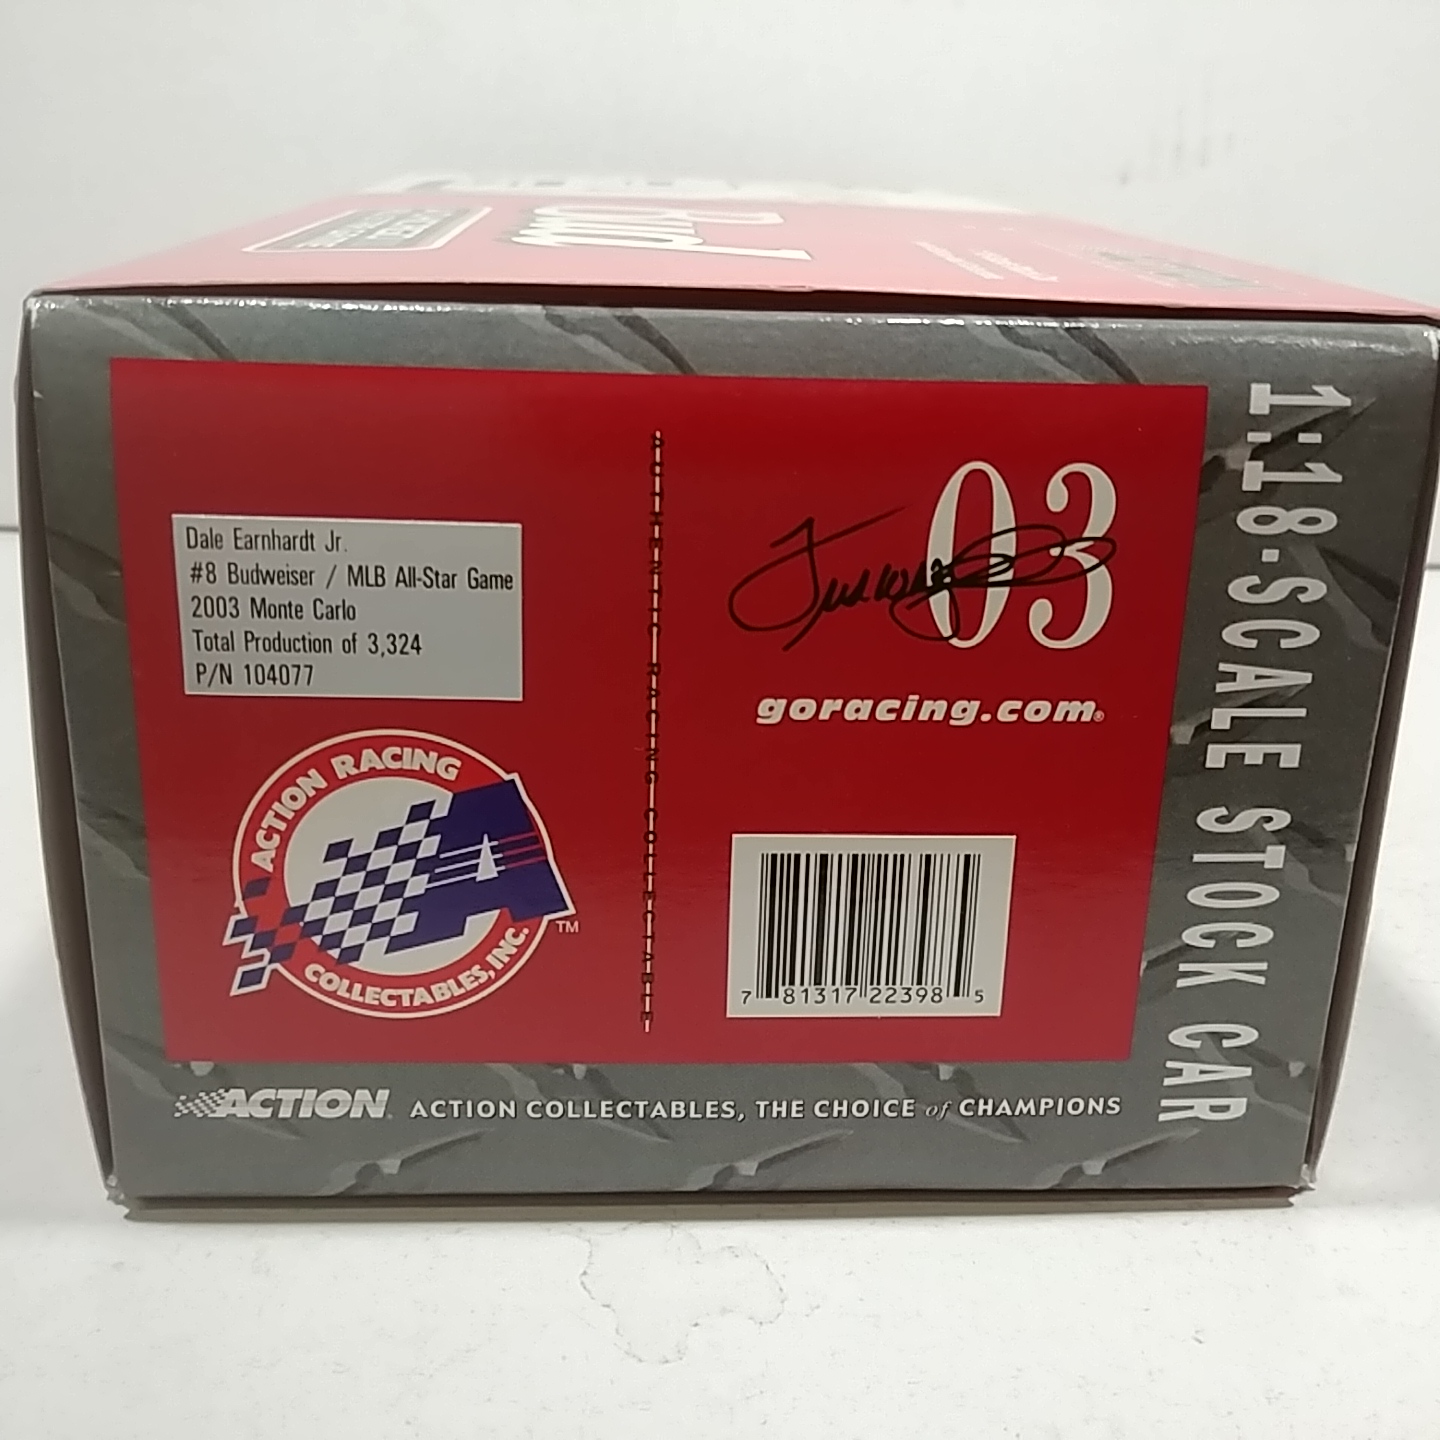 Bud
Dale Earnhardt Jr.
#8 Budweiser / MLB All-Star Game
2003 Monte Carlo
Total Production of 3,324
P/N 104077
ACTION RACING
COLLECTABLES, INC.
TM
03
goracing.com®
7 81317 22398 5
1:18-SCALE STOCK CAR
ACTION
ACTION COLLECTABLES, THE CHOICE of CHAMPIONS